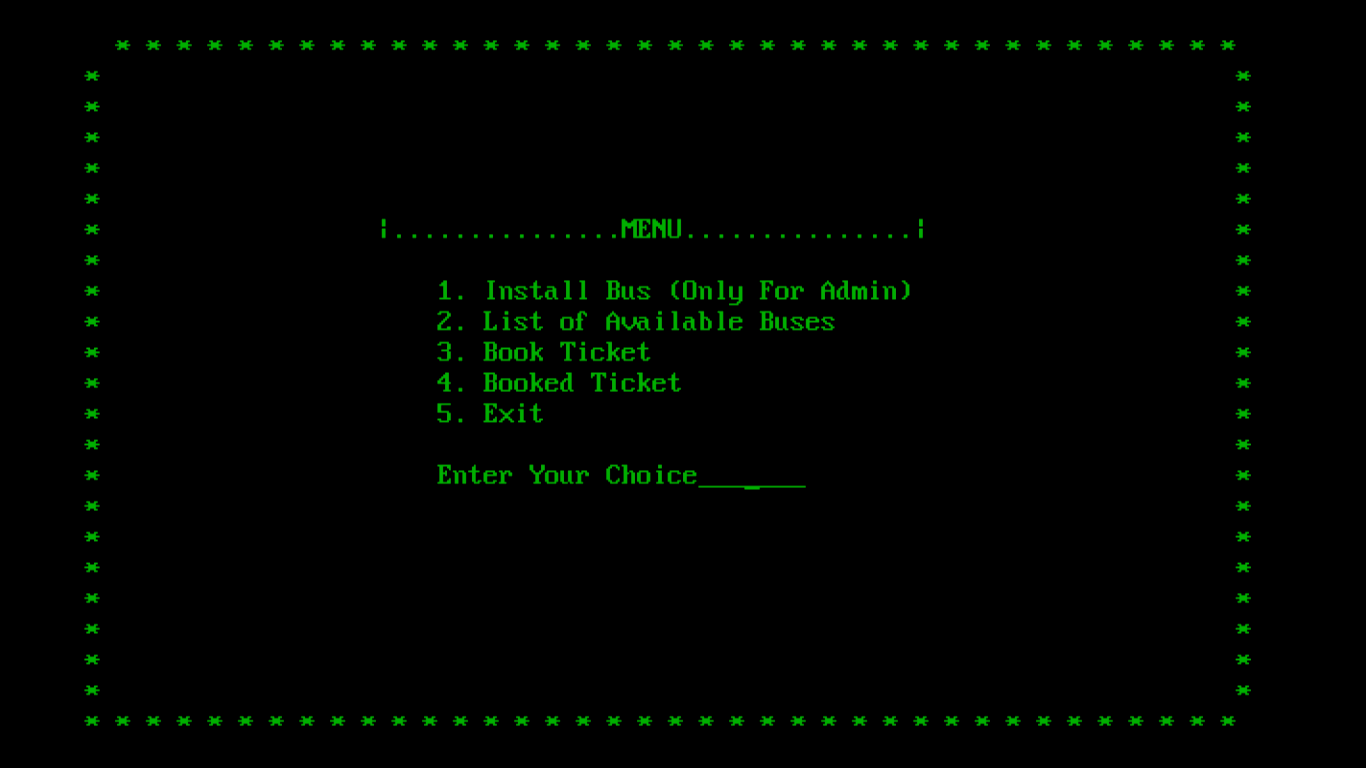 |...............MENU...............|
1. Install Bus (Only For Admin)
2. List of Available Buses
3. Book Ticket
4. Booked Ticket
5. Exit
Enter Your Choice_______